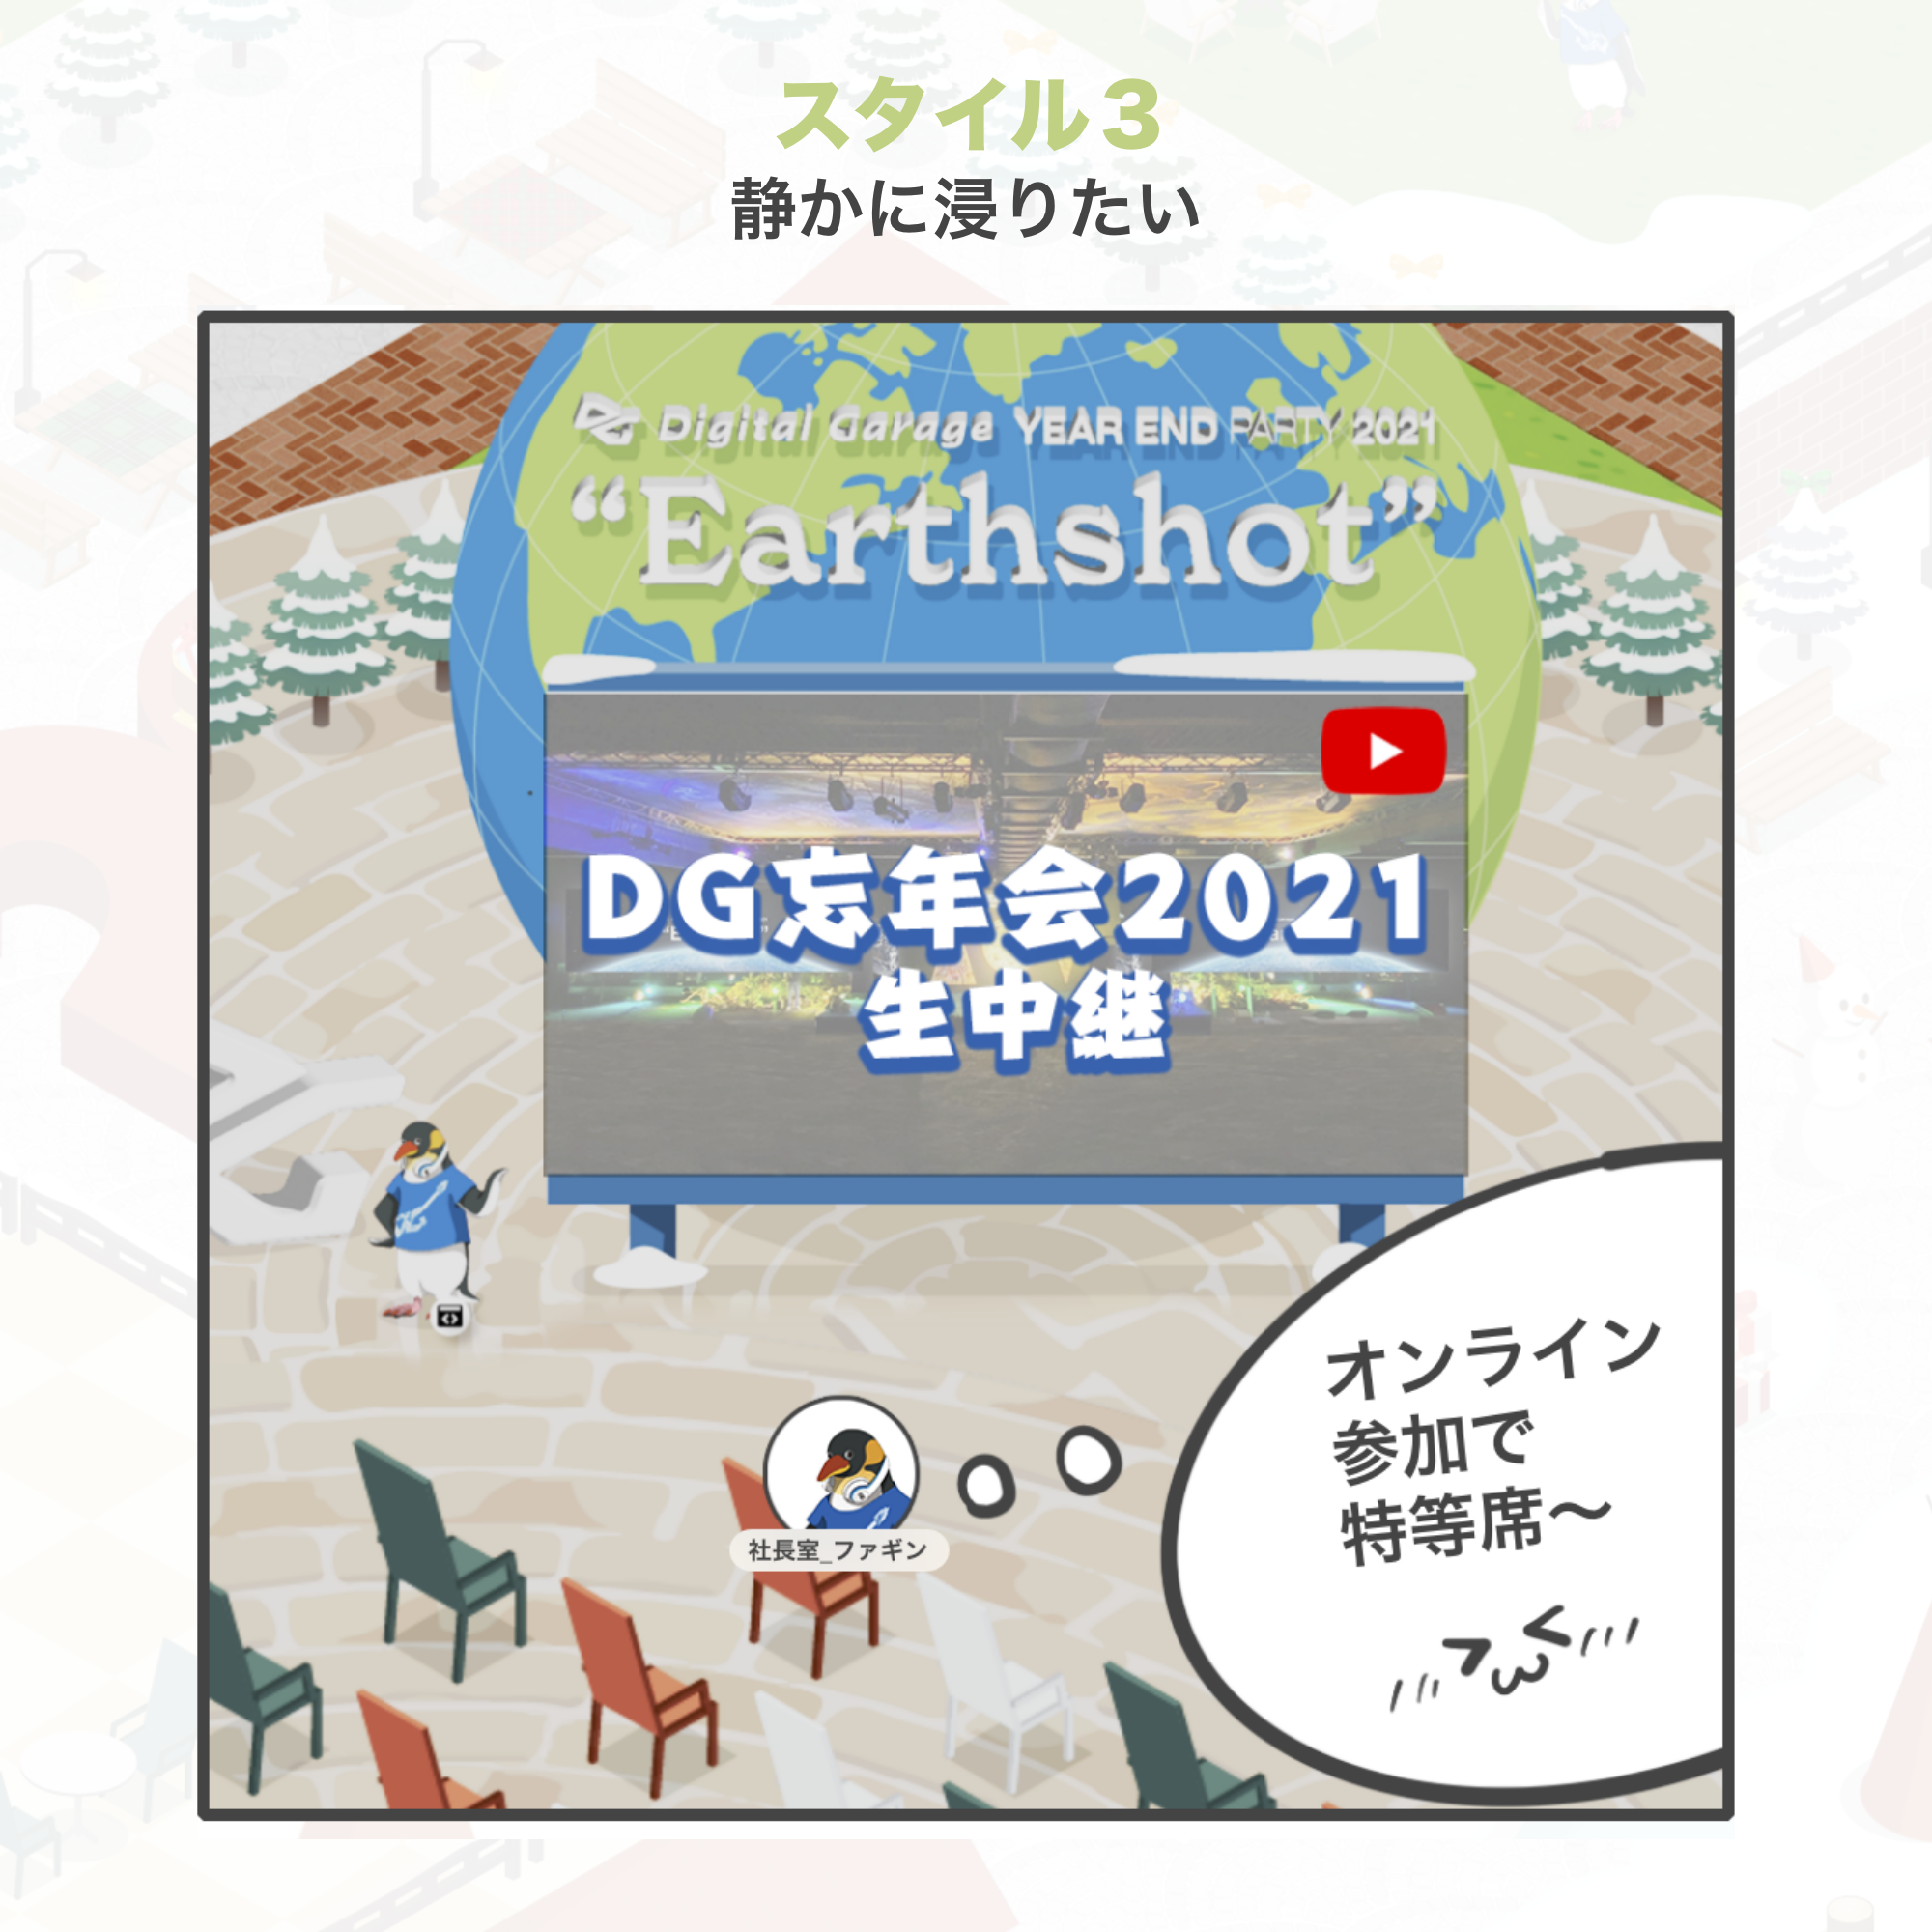 スタイル3
静かに浸りたい
DG Digital Garage YEAR END PARTY 2021
“Earthshot”
DG忘年会2021
生中継
オンライン
参加で
特等席〜
社長室_ファギン